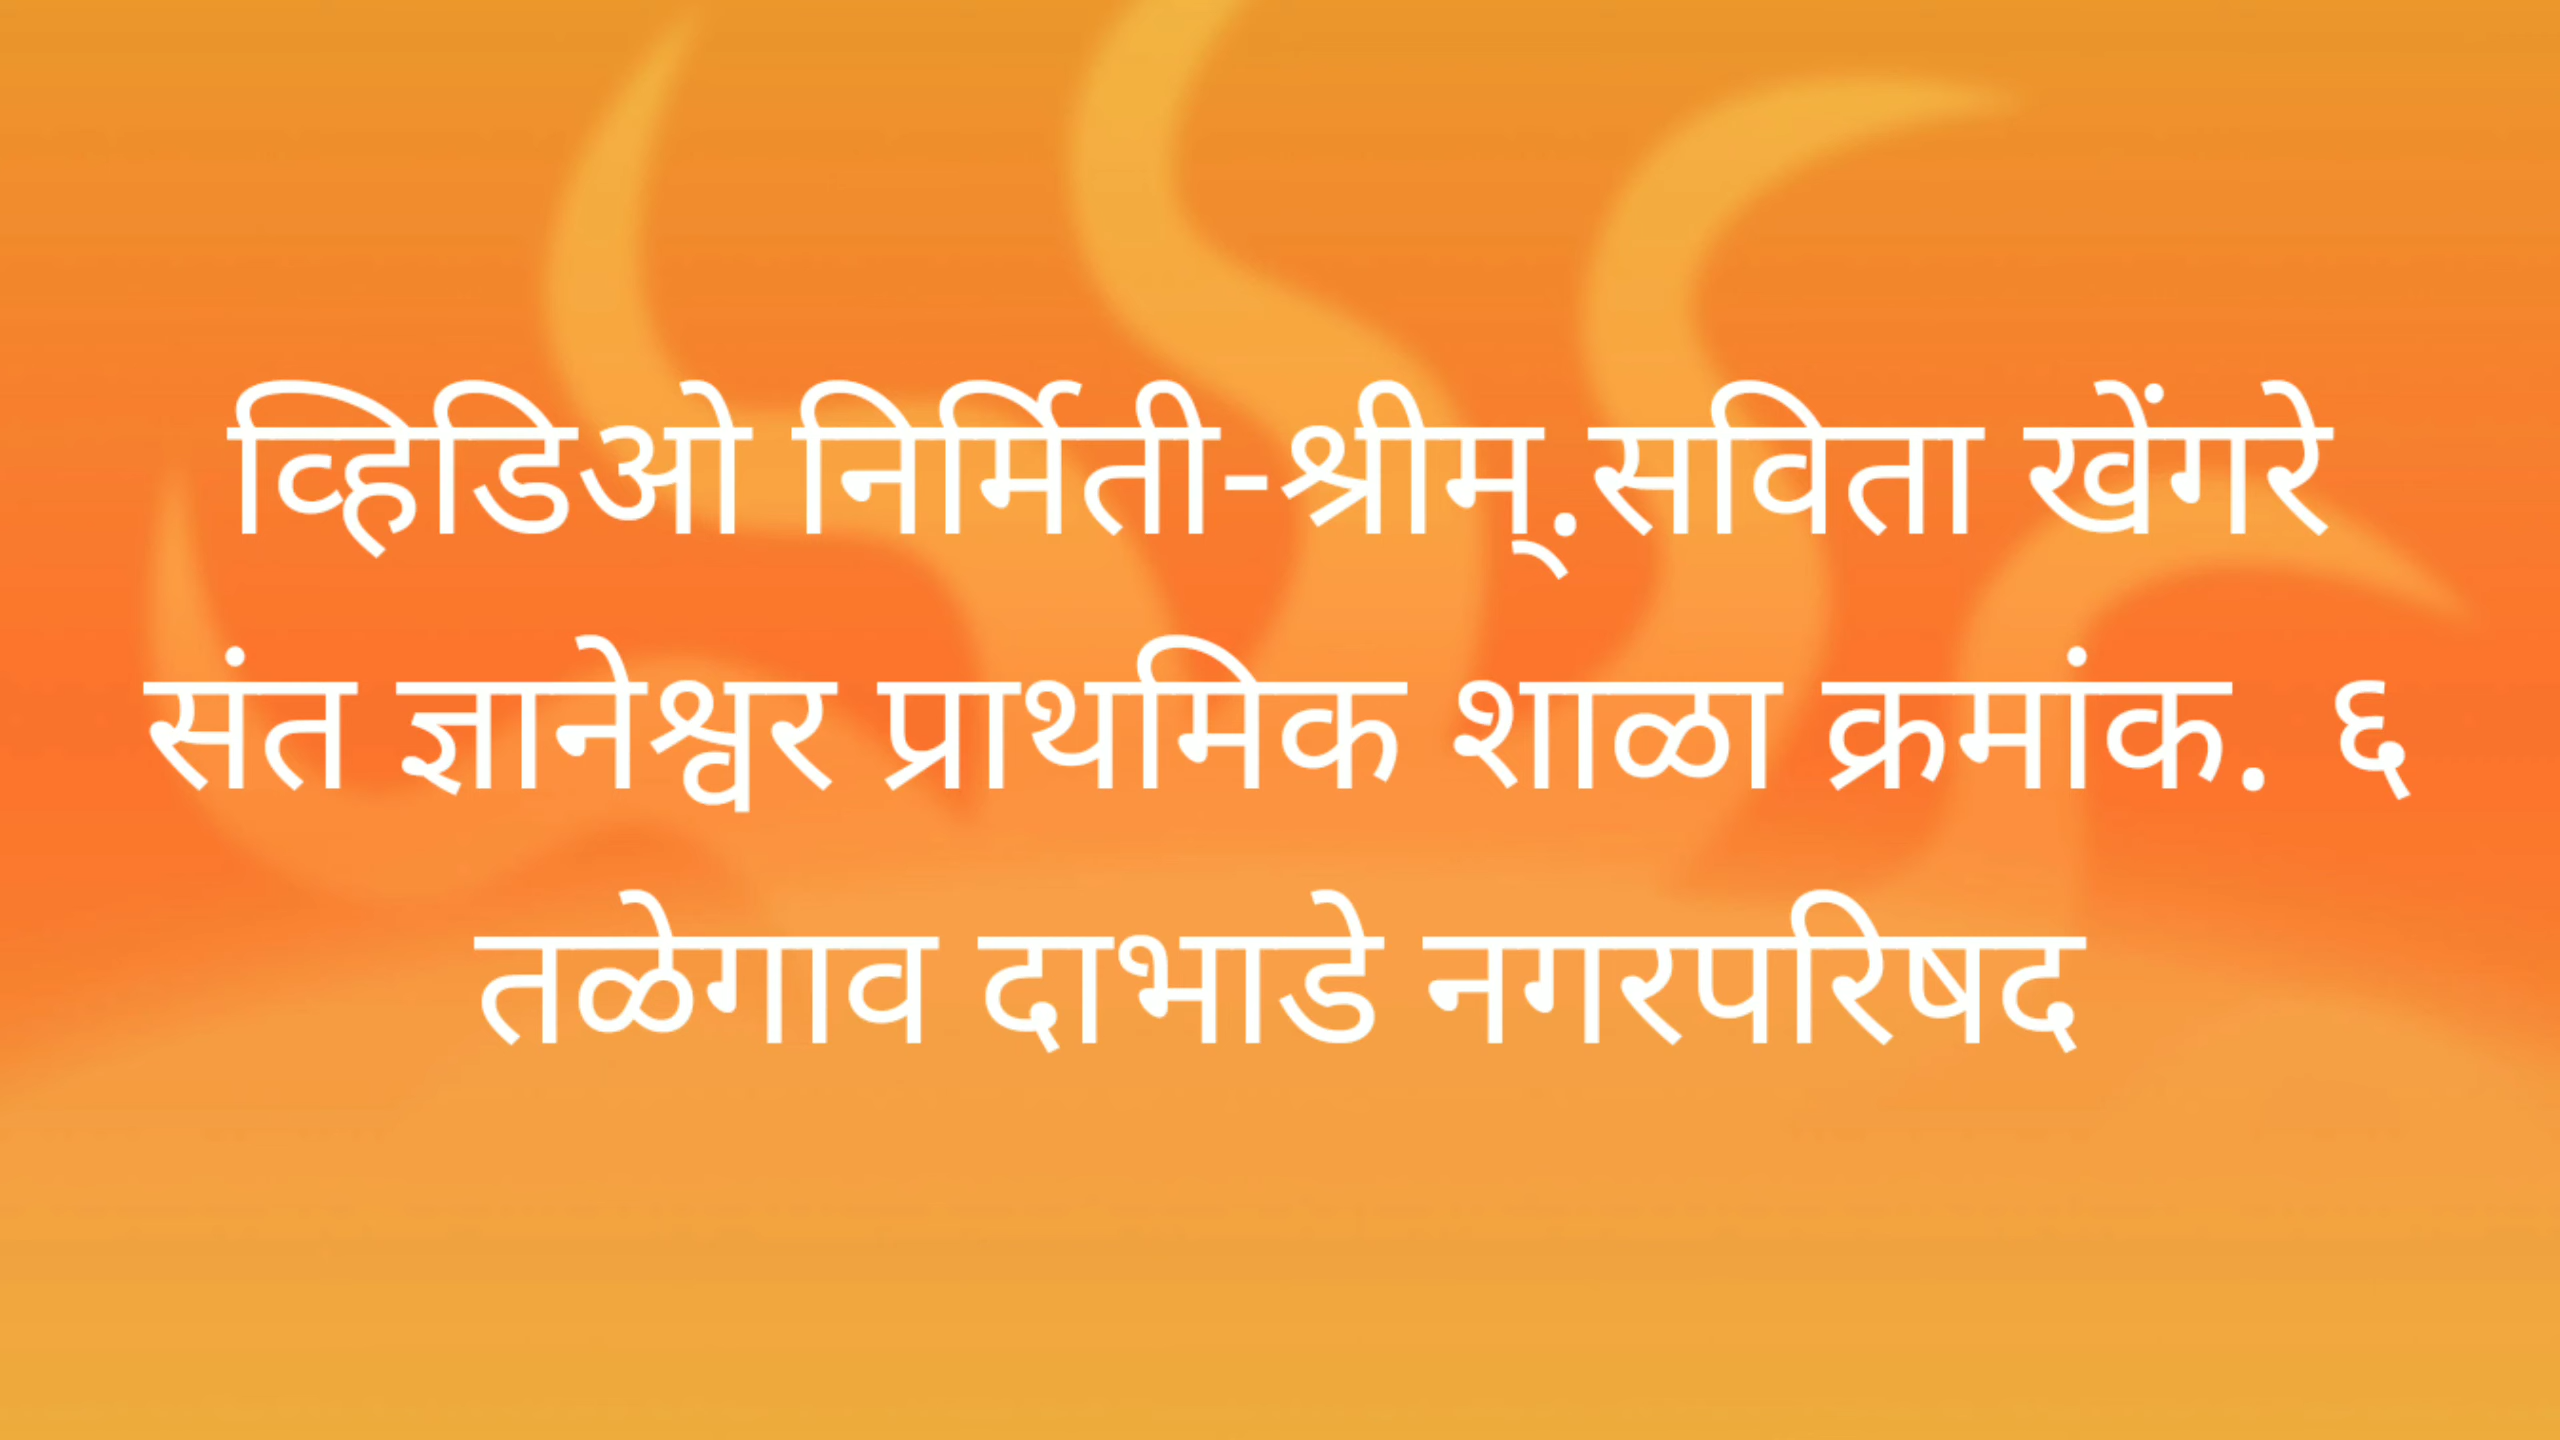 व्हिडिओ निर्मिती-श्रीम्.सविता खेंगरे
संत ज्ञानेश्वर प्राथमिक शाळा क्रमांक. ६
तळेगाव दाभाडे नगरपरिषद